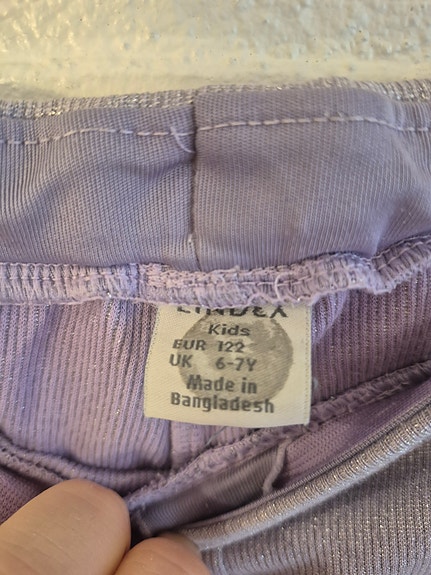 LINDEX
Kids
EUR 122
UK 6-7Y
Made in
Bangladesh